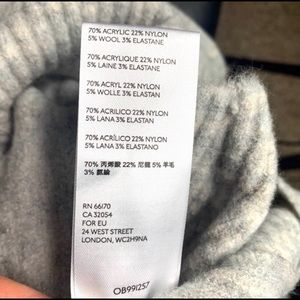 70% ACRYLIC 22% NYLON
5% WOOL 3% ELASTANE
70% ACRYLIQUE 22% NYLON
5% LAINE 3% ELASTANE
70% ACRYL 22% NYLON
5% WOLLE 3% ELASTAN
70% ACRILICO 22% NYLON
5% LANA 3% ELASTAN
70% ACRÍLICO 22% NYLON
5% LANA 3% ELASTANO
70% 丙烯酸 22% 尼龍 5% 羊毛
3%
RN 66170
CA 32054
FOR EU
24 WEST STREET
LONDON, WC2H9NA
OB991257